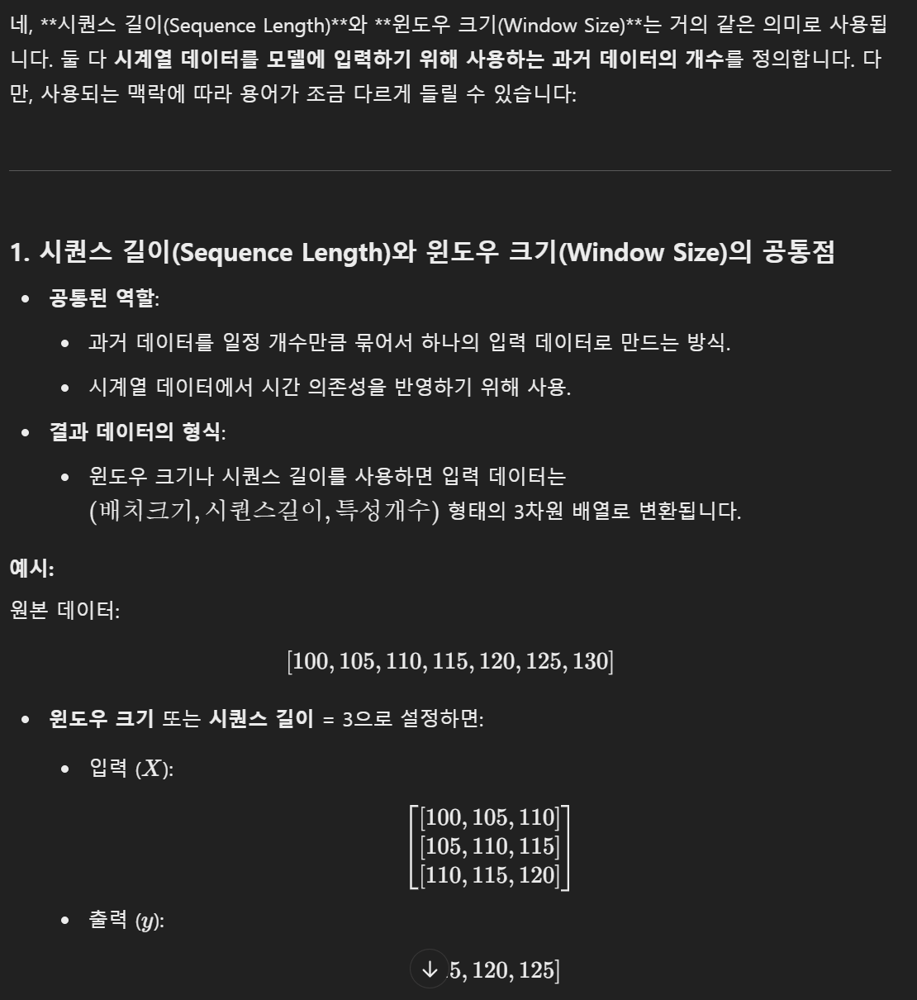 네, **시퀀스 길이(Sequence Length)**와 **윈도우 크기(Window Size)**는 거의 같은 의미로 사용됩
니다. 둘 다 시계열 데이터를 모델에 입력하기 위해 사용하는 과거 데이터의 개수를 정의합니다. 다
만, 사용되는 맥락에 따라 용어가 조금 다르게 들릴 수 있습니다:
1. 시퀀스 길이(Sequence Length)와 윈도우 크기(Window Size)의 공통점
• 공통된 역할:
• 과거 데이터를 일정 개수만큼 묶어서 하나의 입력 데이터로 만드는 방식.
• 시계열 데이터에서 시간 의존성을 반영하기 위해 사용.
• 결과 데이터의 형식:
• 윈도우 크기나 시퀀스 길이를 사용하면 입력 데이터는
(배치크기, 시퀀스길이, 특성개수) 형태의 3차원 배열로 변환됩니다.
예시:
원본 데이터:
[100, 105, 110, 115, 120, 125, 130]
• 윈도우 크기 또는 시퀀스 길이 = 3으로 설정하면:
• 입력 (X):
[[100, 105, 110]
[105, 110, 115]
[110, 115, 120]]
• 출력 (y):
5, 120, 125]